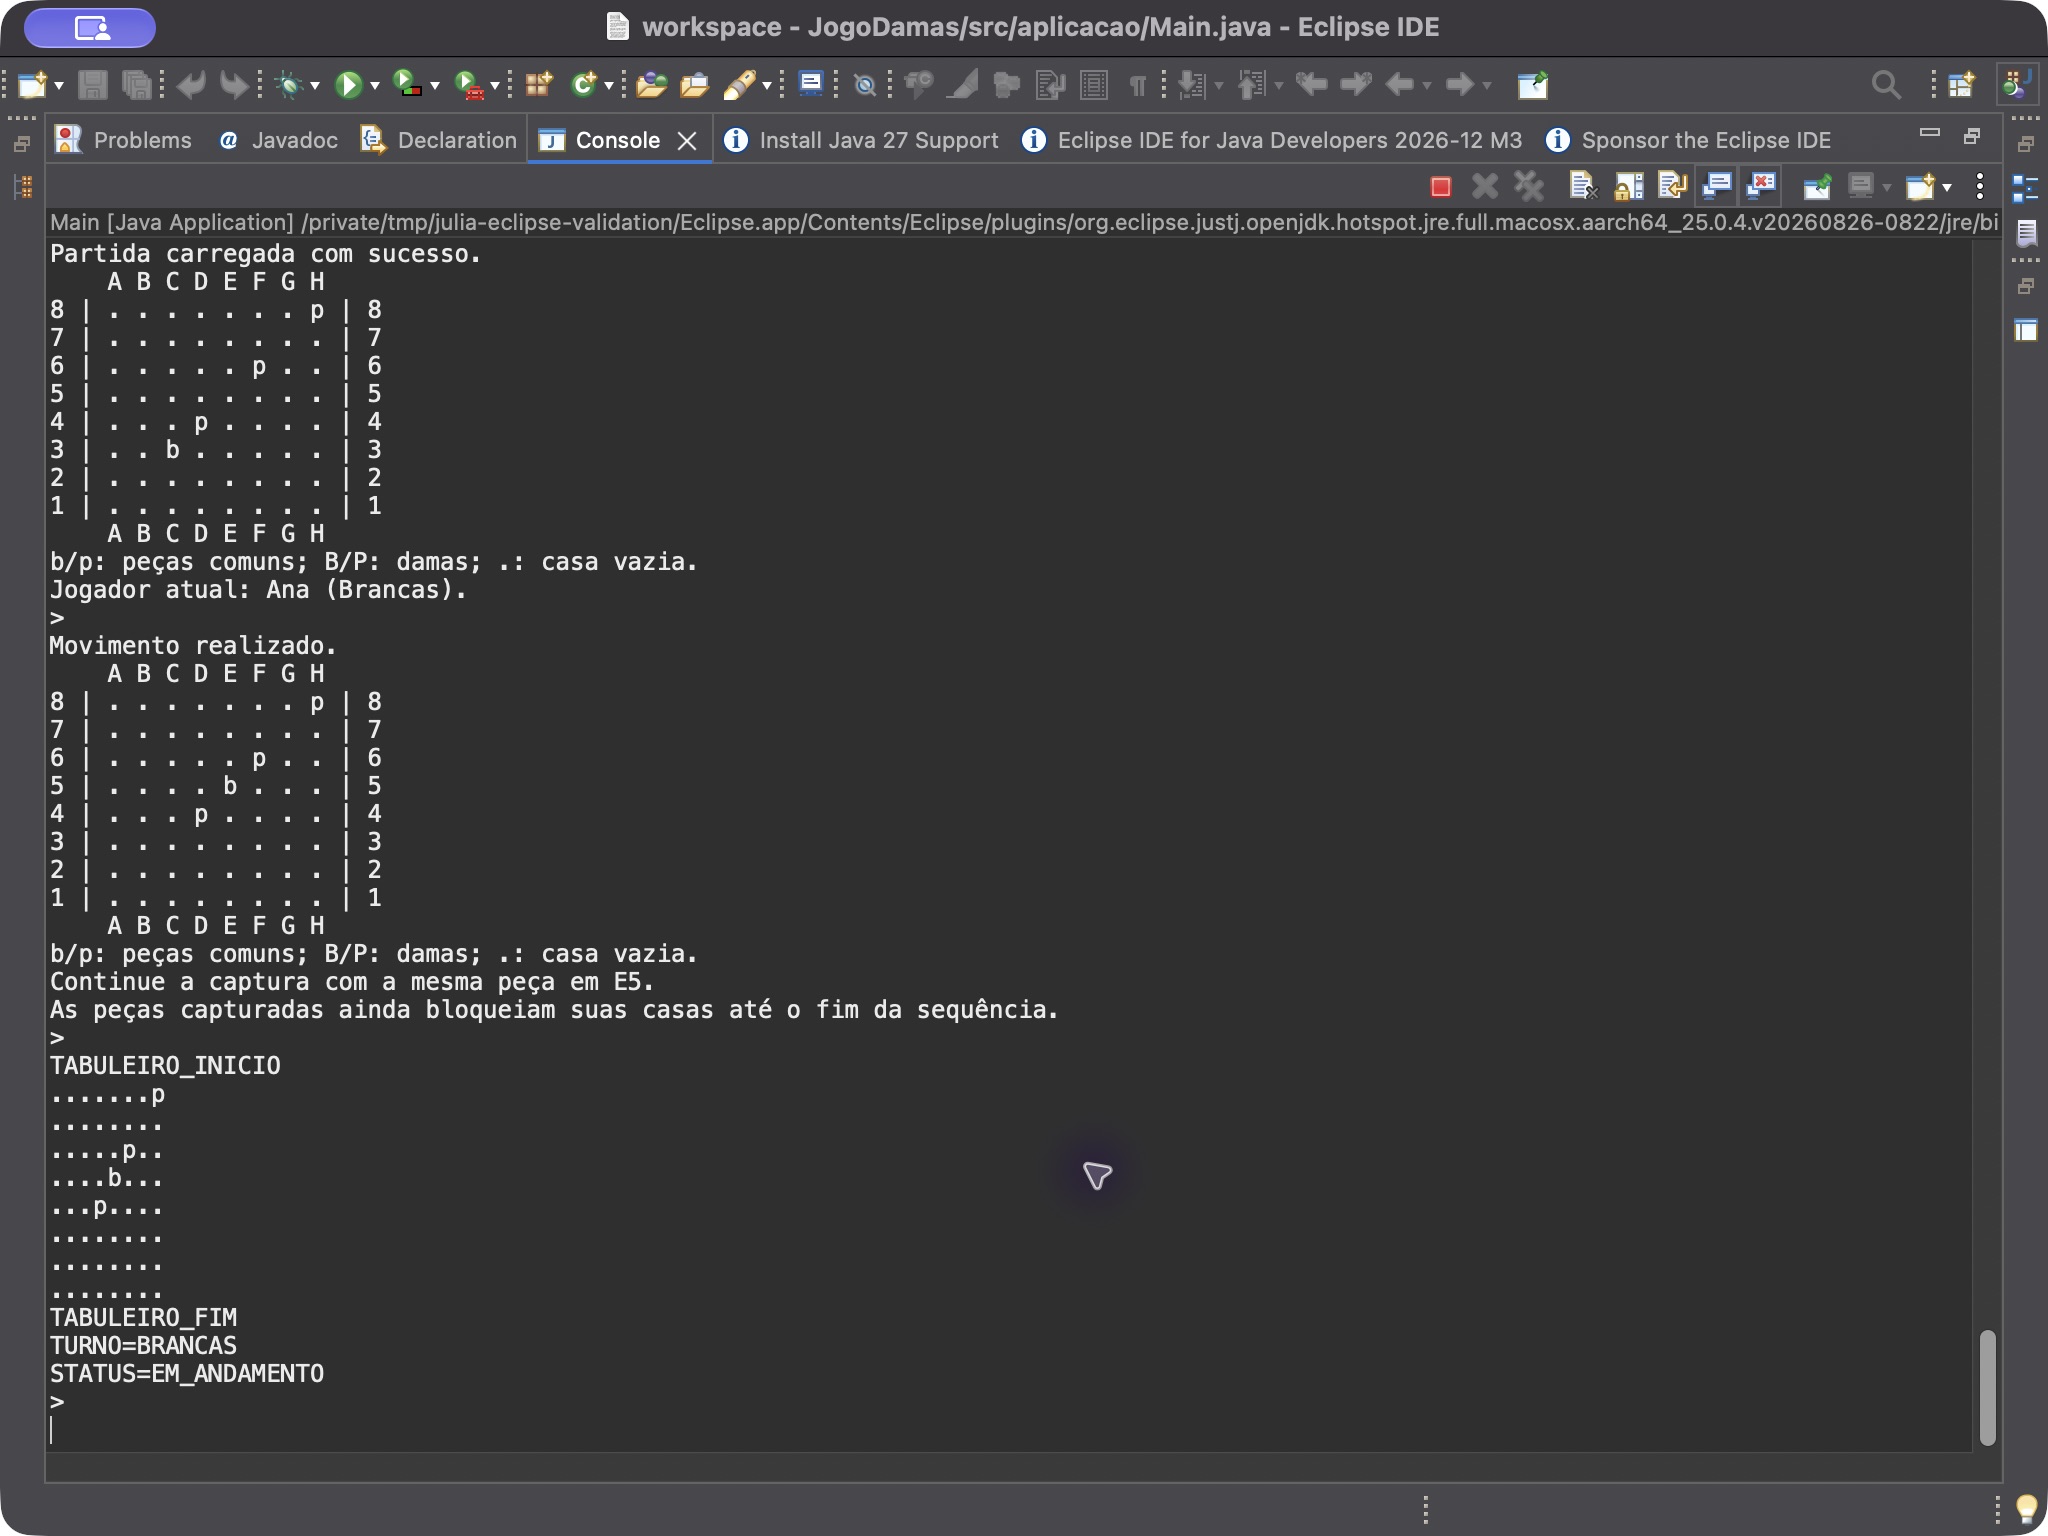 workspace - JogoDamas/src/aplicacao/Main.java - Eclipse IDE
Problems @ Javadoc Declaration Console Install Java 27 Support Eclipse IDE for Java Developers 2026-12 M3 Sponsor the Eclipse IDE
Main [Java Application] /private/tmp/julia-eclipse-validation/Eclipse.app/Contents/Eclipse/plugins/org.eclipse.justj.openjdk.hotspot.jre.full.macosx.aarch64_25.0.4.v20260826-0822/jre/bi
Partida carregada com sucesso.
    A B C D E F G H
8 | . . . . . . . p | 8
7 | . . . . . . . . | 7
6 | . . . . . p . . | 6
5 | . . . . . . . . | 5
4 | . . . p . . . . | 4
3 | . . b . . . . . | 3
2 | . . . . . . . . | 2
1 | . . . . . . . . | 1
    A B C D E F G H
b/p: peças comuns; B/P: damas; .: casa vazia.
Jogador atual: Ana (Brancas).
>
Movimento realizado.
    A B C D E F G H
8 | . . . . . . . p | 8
7 | . . . . . . . . | 7
6 | . . . . . p . . | 6
5 | . . . . b . . . | 5
4 | . . . p . . . . | 4
3 | . . . . . . . . | 3
2 | . . . . . . . . | 2
1 | . . . . . . . . | 1
    A B C D E F G H
b/p: peças comuns; B/P: damas; .: casa vazia.
Continue a captura com a mesma peça em E5.
As peças capturadas ainda bloqueiam suas casas até o fim da sequência.
>
TABULEIRO_INICIO
.......p
........
.....p..
....b...
...p....
........
........
........
TABULEIRO_FIM
TURNO=BRANCAS
STATUS=EM_ANDAMENTO
>